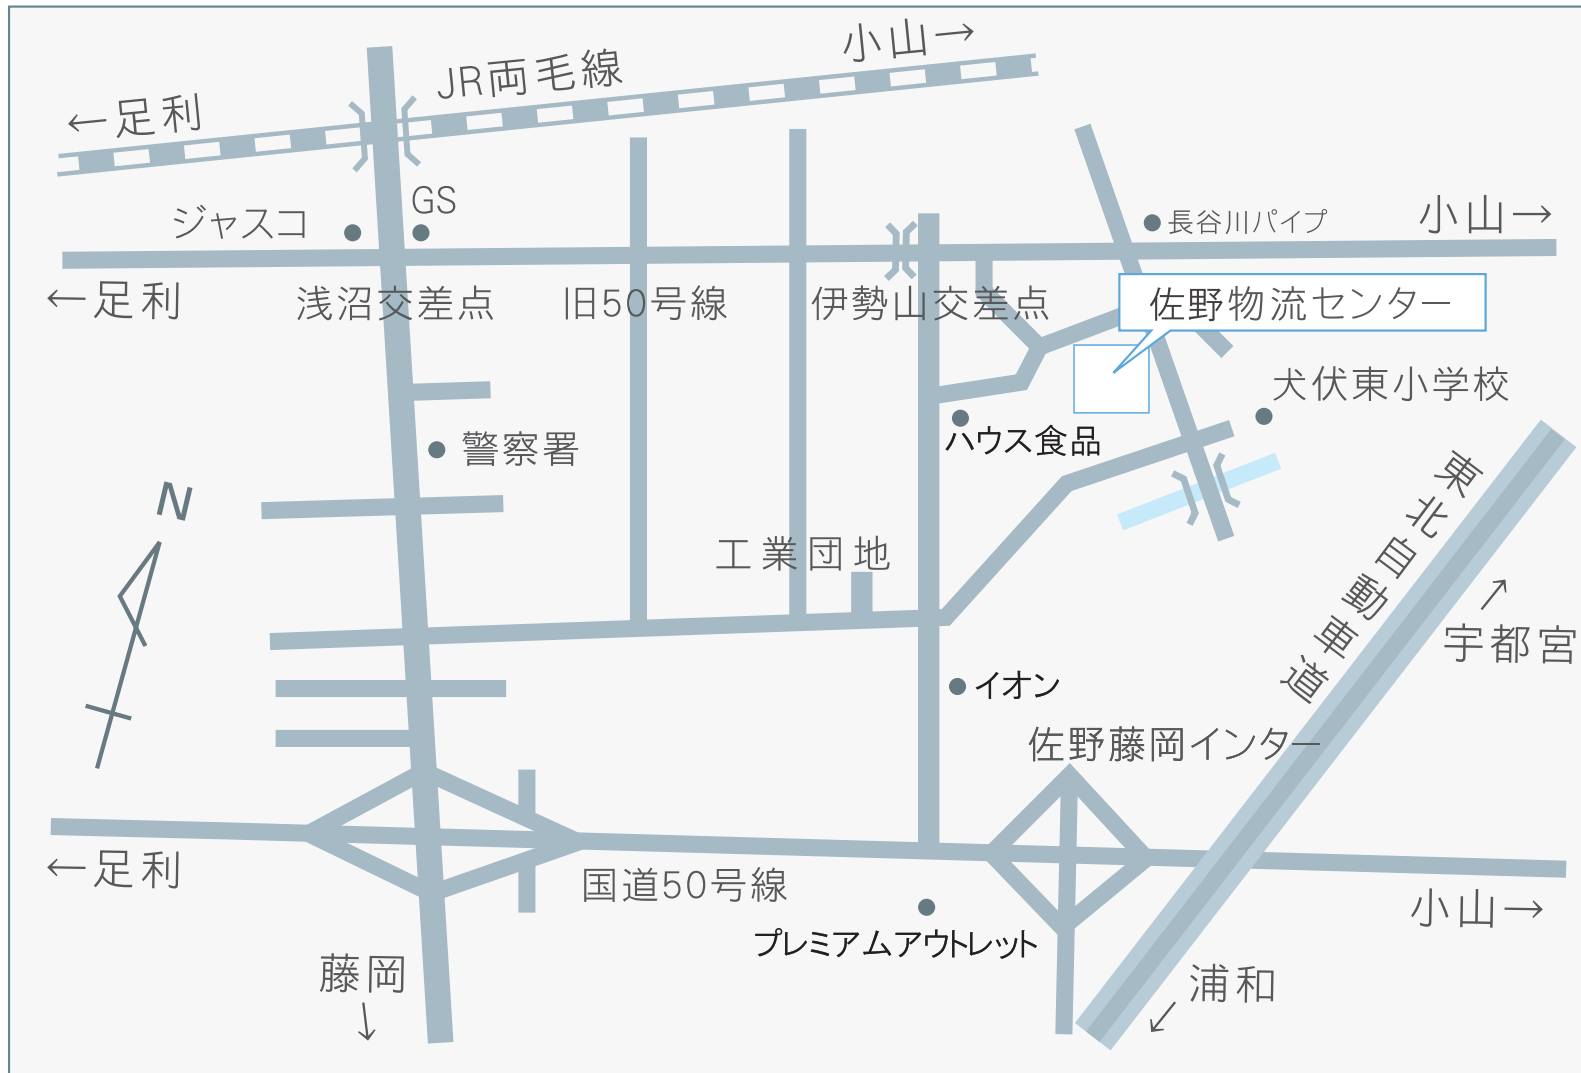 小山→
JR両毛線
←足利
GS
ジャスコ
長谷川パイプ
小山→
←足利
浅沼交差点
旧50号線
伊勢山交差点
佐野物流センター
犬伏東小学校
ハウス食品
警察署
N
工業団地
東北自動車道
↑宇都宮
イオン
佐野藤岡インター
←足利
国道50号線
小山→
プレミアムアウトレット
藤岡↓
浦和↓